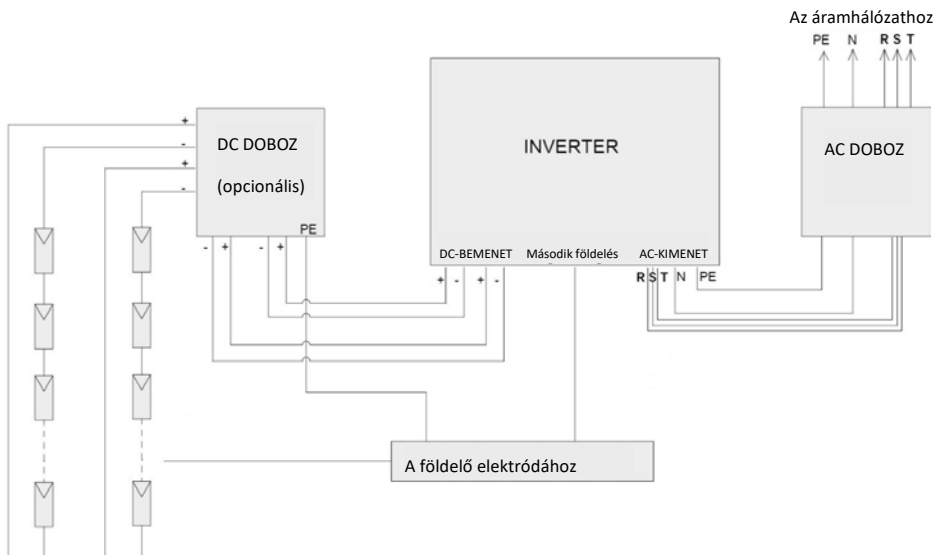 Az áramhálózathoz
PE N R S T
+
-
+
-
DC DOBOZ
(opcionális)
PE
- + - +
INVERTER
DC-BEMENET Második földelés AC-KIMENET
+ - + -
R S T N PE
AC DOBOZ
A földelő elektródához